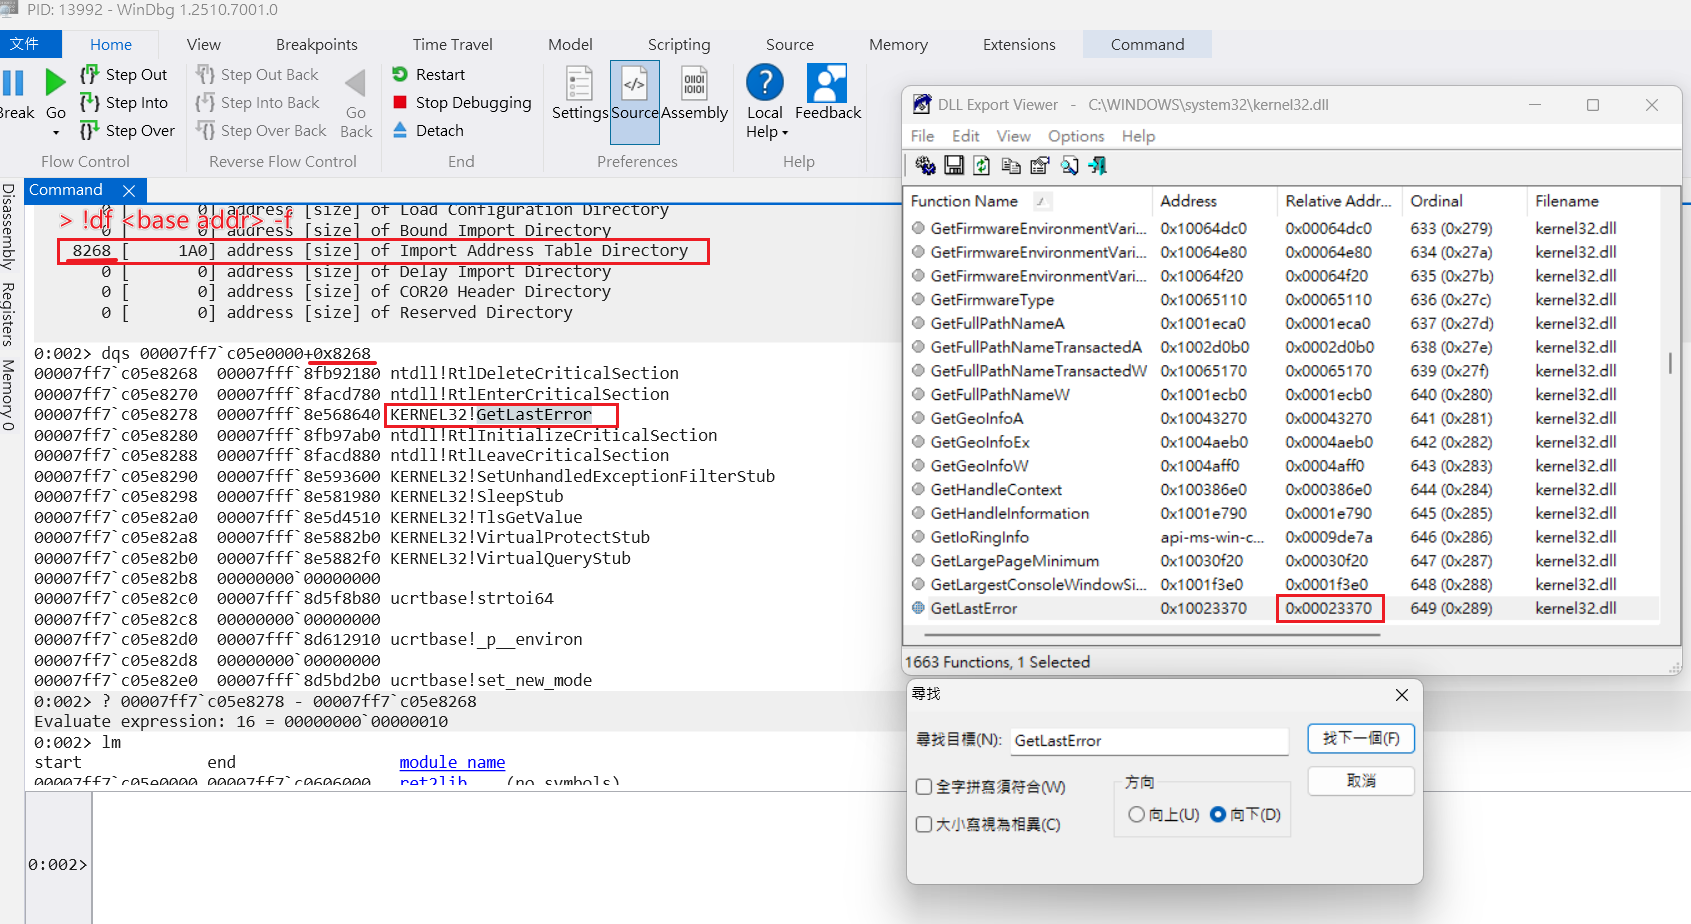 PID: 13992 - WinDbg 1.2510.7001.0
文件 Home View Breakpoints Time Travel Model Scripting Source Memory Extensions Command
Break
Go
Step Out
Step Into
Step Over
Flow Control
Step Out Back
Step Into Back
Step Over Back
Go
Back
Reverse Flow Control
Restart
Stop Debugging
Detach
End
Settings Source Assembly
Preferences
Local
Help
Feedback
Help
Disassembly
Registers
Memory 0
Command
0 [ 0] address [size] of Load Configuration Directory
> !df <base addr> -f
0 [ 0] address [size] of Bound Import Directory
8268 [ 1A0] address [size] of Import Address Table Directory
0 [ 0] address [size] of Delay Import Directory
0 [ 0] address [size] of COR20 Header Directory
0 [ 0] address [size] of Reserved Directory
0:002> dqs 00007ff7`c05e0000+0x8268
00007ff7`c05e8268 00007fff`8fb92180 ntdll!RtlDeleteCriticalSection
00007ff7`c05e8270 00007fff`8facd780 ntdll!RtlEnterCriticalSection
00007ff7`c05e8278 00007fff`8e568640 KERNEL32!GetLastError
00007ff7`c05e8280 00007fff`8fb97ab0 ntdll!RtlInitializeCriticalSection
00007ff7`c05e8288 00007fff`8facd880 ntdll!RtlLeaveCriticalSection
00007ff7`c05e8290 00007fff`8e593600 KERNEL32!SetUnhandledExceptionFilterStub
00007ff7`c05e8298 00007fff`8e581980 KERNEL32!SleepStub
00007ff7`c05e82a0 00007fff`8e5d4510 KERNEL32!TlsGetValue
00007ff7`c05e82a8 00007fff`8e5882b0 KERNEL32!VirtualProtectStub
00007ff7`c05e82b0 00007fff`8e5882f0 KERNEL32!VirtualQueryStub
00007ff7`c05e82b8 00000000`00000000
00007ff7`c05e82c0 00007fff`8d5f8b80 ucrtbase!strtoi64
00007ff7`c05e82c8 00000000`00000000
00007ff7`c05e82d0 00007fff`8d612910 ucrtbase!_p__environ
00007ff7`c05e82d8 00000000`00000000
00007ff7`c05e82e0 00007fff`8d5bd2b0 ucrtbase!set_new_mode
0:002> ? 00007ff7`c05e8278 - 00007ff7`c05e8268
Evaluate expression: 16 = 00000000`00000010
0:002> lm
start end module name
00007ff7`c05e0000 00007ff7`c0606000 ret2lib (no symbols)
0:002>
DLL Export Viewer - C:\WINDOWS\system32\kernel32.dll
File Edit View Options Help
Function Name Address Relative Addr... Ordinal Filename
GetFirmwareEnvironmentVari... 0x10064dc0 0x00064dc0 633 (0x279) kernel32.dll
GetFirmwareEnvironmentVari... 0x10064e80 0x00064e80 634 (0x27a) kernel32.dll
GetFirmwareEnvironmentVari... 0x10064f20 0x00064f20 635 (0x27b) kernel32.dll
GetFirmwareType 0x10065110 0x00065110 636 (0x27c) kernel32.dll
GetFullPathNameA 0x1001eca0 0x0001eca0 637 (0x27d) kernel32.dll
GetFullPathNameTransactedA 0x1002d0b0 0x0002d0b0 638 (0x27e) kernel32.dll
GetFullPathNameTransactedW 0x10065170 0x00065170 639 (0x27f) kernel32.dll
GetFullPathNameW 0x1001ecb0 0x0001ecb0 640 (0x280) kernel32.dll
GetGeoInfoA 0x10043270 0x00043270 641 (0x281) kernel32.dll
GetGeoInfoEx 0x1004aeb0 0x0004aeb0 642 (0x282) kernel32.dll
GetGeoInfoW 0x1004aff0 0x0004aff0 643 (0x283) kernel32.dll
GetHandleContext 0x100386e0 0x000386e0 644 (0x284) kernel32.dll
GetHandleInformation 0x1001e790 0x0001e790 645 (0x285) kernel32.dll
GetIoRingInfo api-ms-win-c... 0x0009de7a 646 (0x286) kernel32.dll
GetLargePageMinimum 0x10030f20 0x00030f20 647 (0x287) kernel32.dll
GetLargestConsoleWindowSi... 0x1001f3e0 0x0001f3e0 648 (0x288) kernel32.dll
GetLastError 0x10023370 0x00023370 649 (0x289) kernel32.dll
1663 Functions, 1 Selected
尋找
尋找目標(N): GetLastError 找下一個(F)
全字拼寫須符合(W) 方向 取消
大小寫視為相異(C) 向上(U) 向下(D)